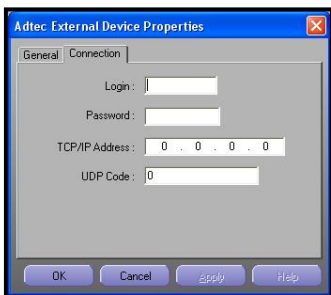 Adtec External Device Properties
General Connection
Login :
Password :
TCP/IP Address : 0 . 0 . 0 . 0
UDP Code : 0
OK Cancel Apply Help